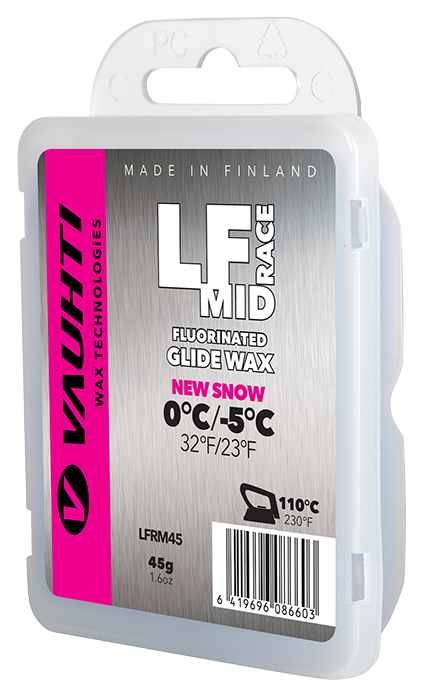 PC
MADE IN FINLAND
VAUHTI
WAX TECHNOLOGIES
LF
MID
RACE
FLUORINATED
GLIDE WAX
NEW SNOW
0°C/-5°C
32°F/23°F
110°C
230°F
LFRM45
45g
1.6oz
6 419696 086603